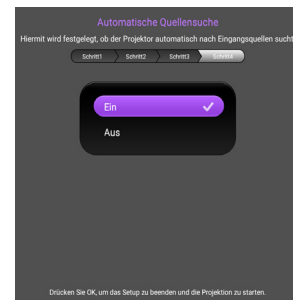 Automatische Quellensuche
Hiermit wird festgelegt, ob der Projektor automatisch nach Eingangsquellen sucht
Schritt1 Schritt2 Schritt3 Schritt4
Ein
Aus
Drücken Sie OK, um das Setup zu beenden und die Projektion zu starten.